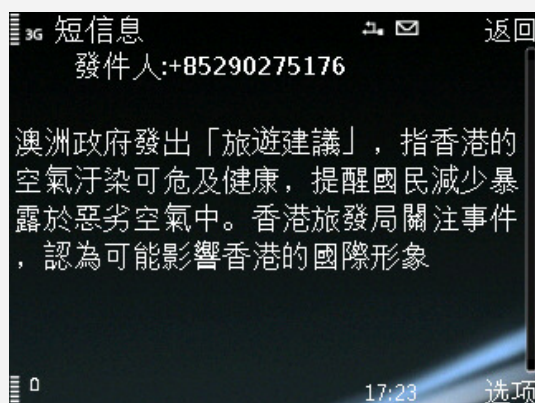 3G 短信息 返回
發件人:+85290275176
澳洲政府發出「旅遊建議」，指香港的
空氣汙染可危及健康，提醒國民減少暴
露於惡劣空氣中。香港旅發局關注事件
，認為可能影響香港的國際形象
17:23 选项